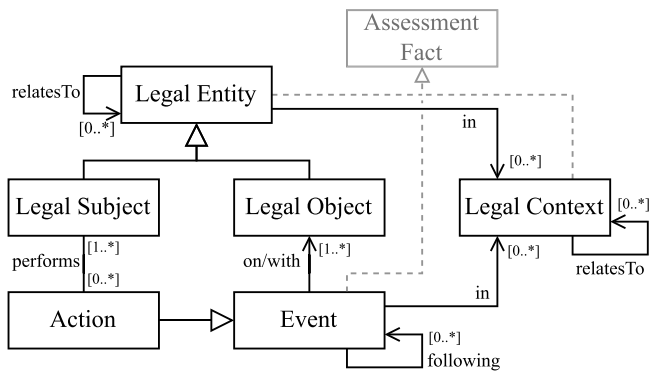 Assessment
Fact
relatesTo
Legal Entity
[0..*]
in
[0..*]
Legal Subject
Legal Object
Legal Context
[0..*]
performs
[1..*]
[0..*]
on/with
[1..*]
[0..*]
relatesTo
in
Action
Event
[0..*]
following